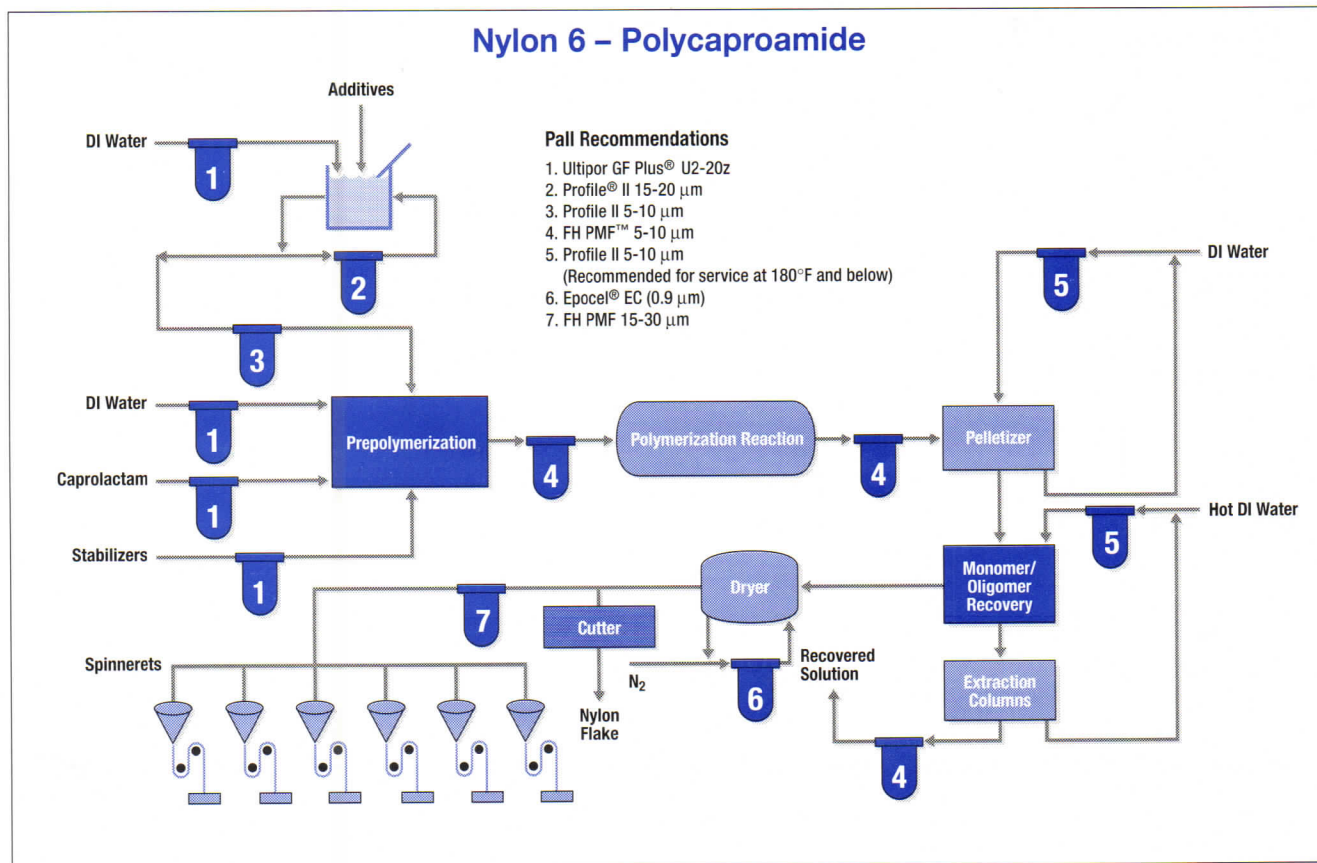 Nylon 6 – Polycaproamide
Additives
DI Water
1
Pall Recommendations
1. Ultipor GF Plus® U2-20z
2. Profile® II 15-20 μm
3. Profile II 5-10 μm
4. FH PMF™ 5-10 μm
5. Profile II 5-10 μm
(Recommended for service at 180°F and below)
6. Epocel® EC (0.9 μm)
7. FH PMF 15-30 μm
2
3
5
DI Water
DI Water
1
Prepolymerization
4
Polymerization Reaction
4
Pelletizer
Caprolactam
1
Stabilizers
1
5
Hot DI Water
Monomer/
Oligomer
Recovery
Dryer
7
Cutter
Spinnerets
N2
6
Recovered
Solution
Extraction
Columns
Nylon
Flake
4